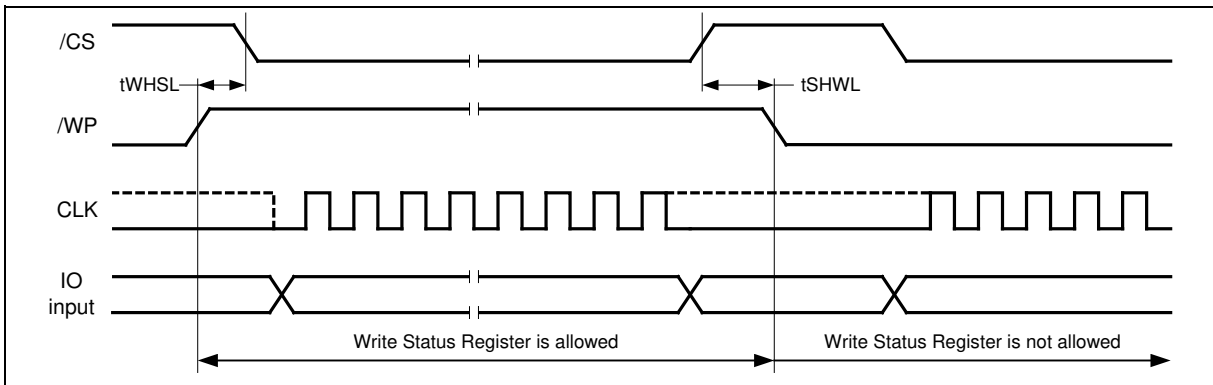 /CS
tWHSL
tSHWL
/WP
CLK
IO
input
Write Status Register is allowed
Write Status Register is not allowed